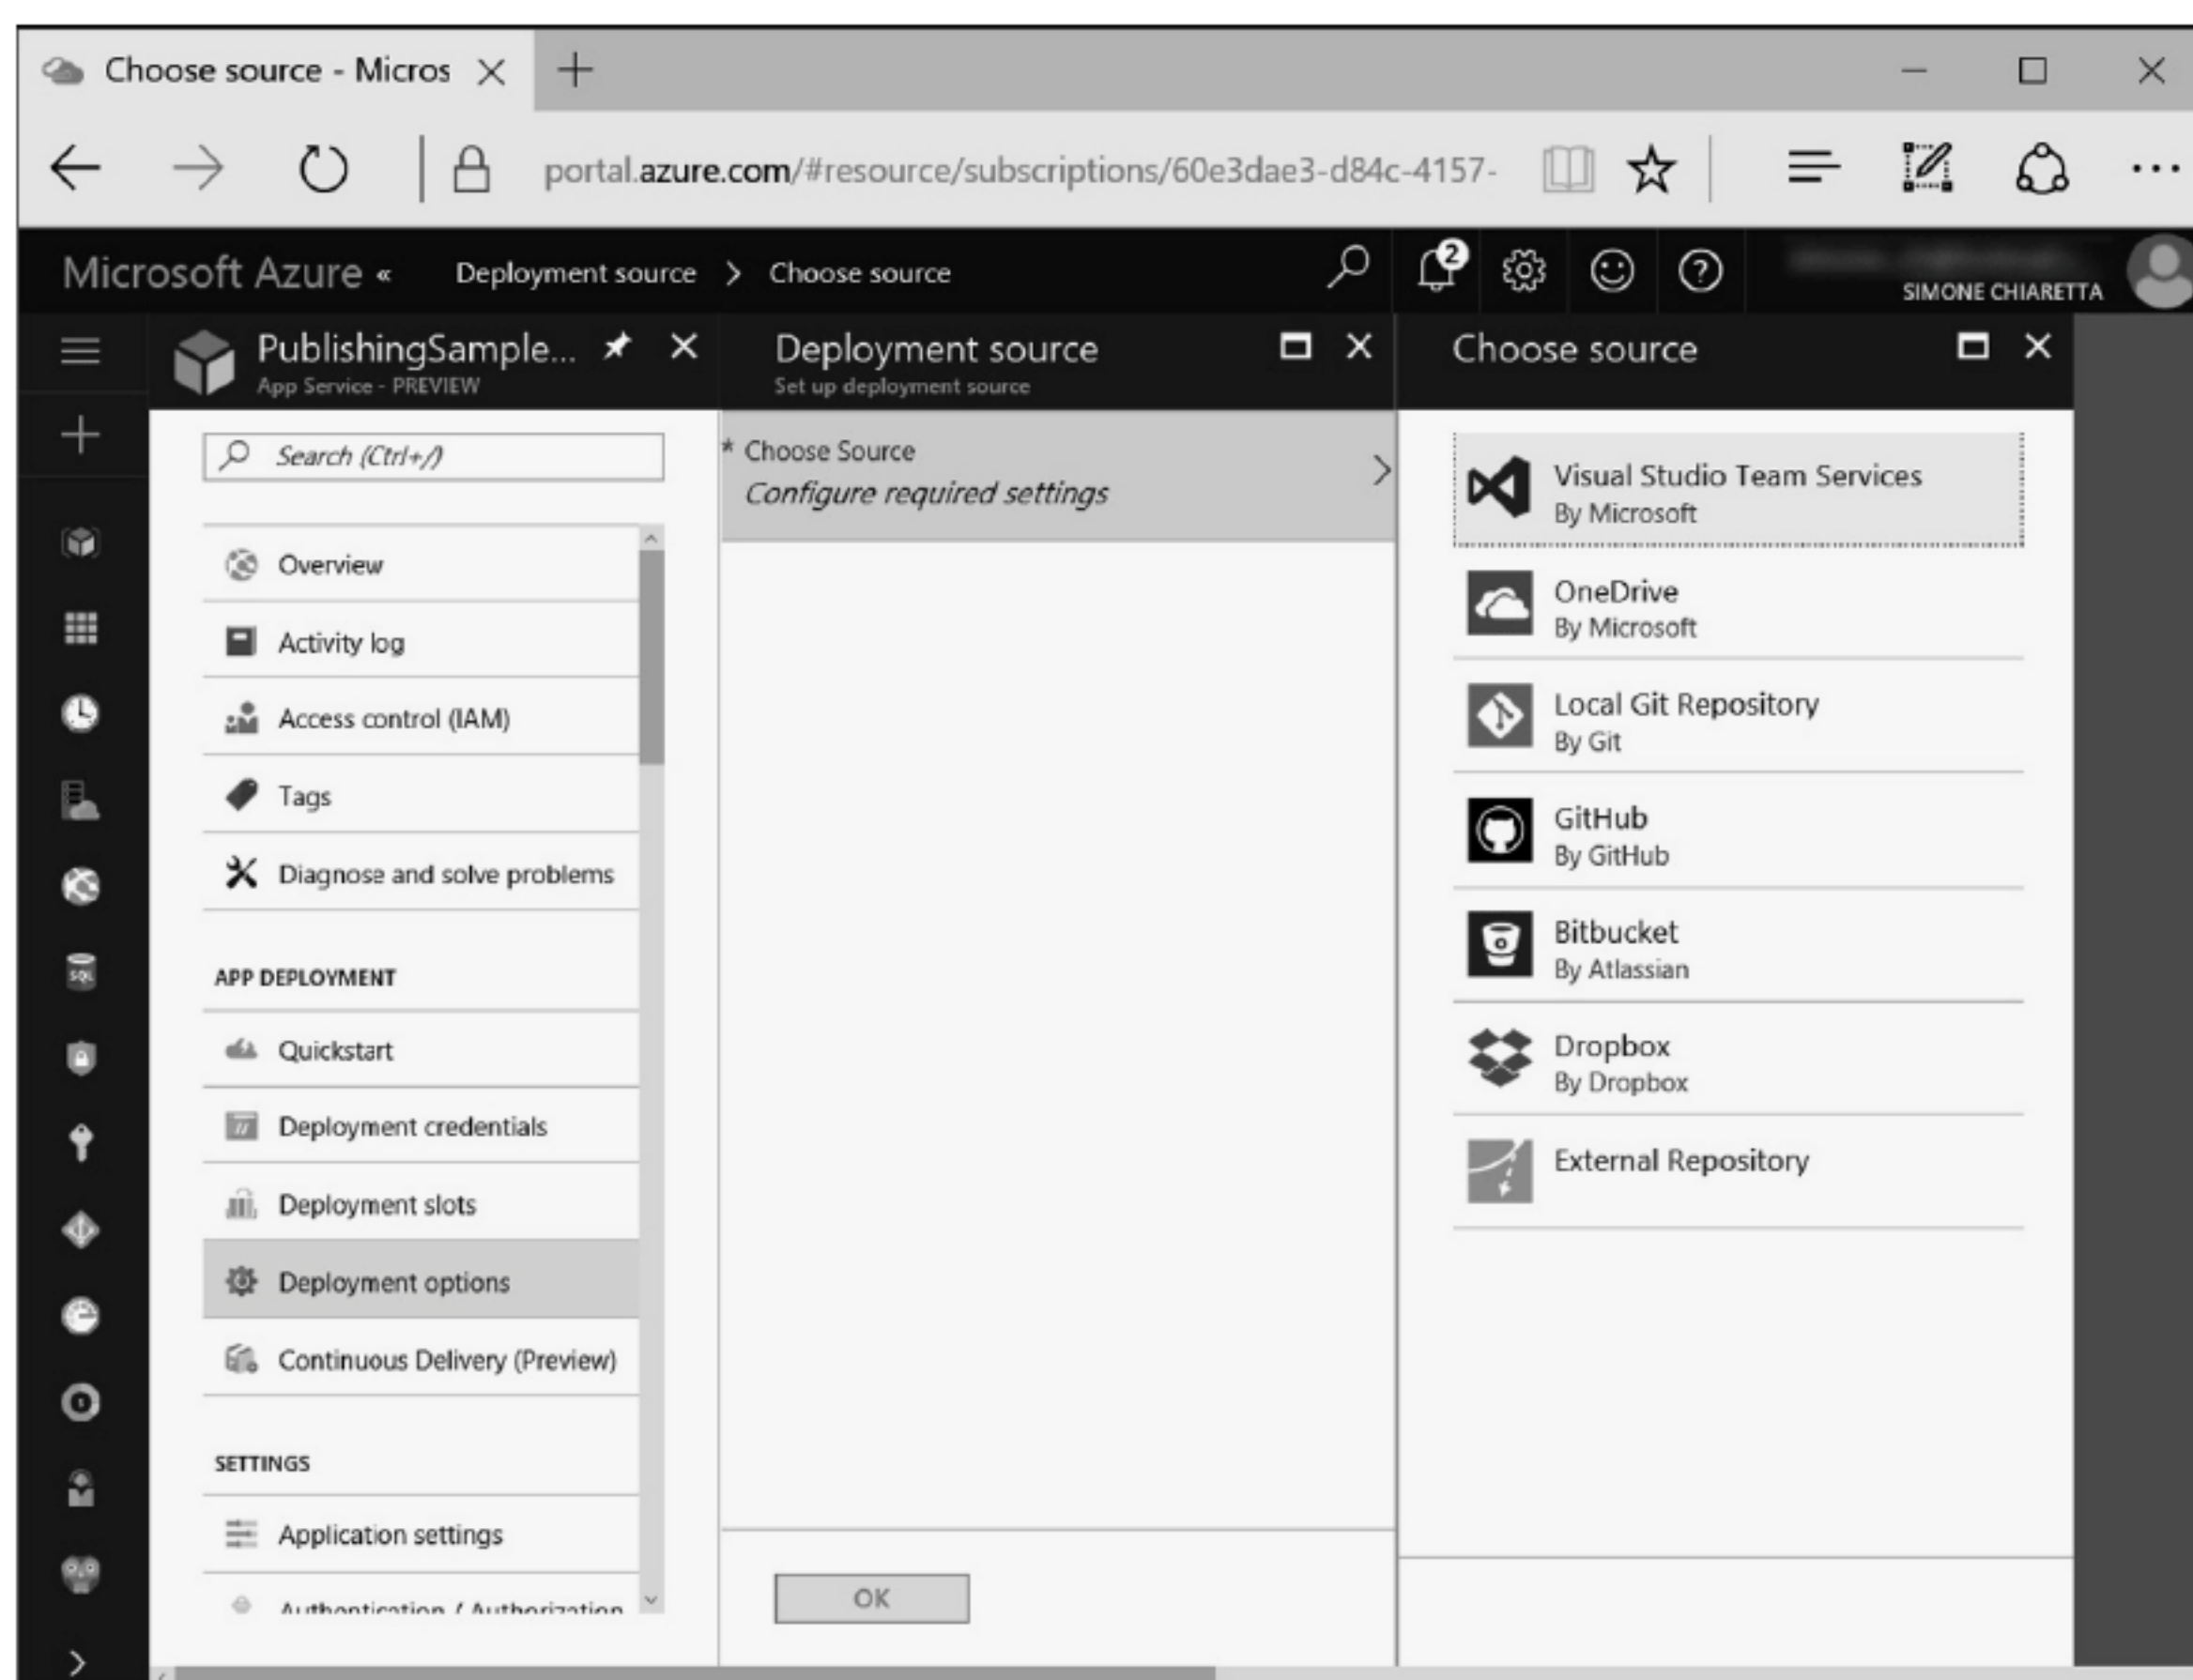 Choose source - Micros
portal.azure.com/#resource/subscriptions/60e3dae3-d84c-4157-
Microsoft Azure «
Deployment source > Choose source
2
SIMONE CHIARETTA
PublishingSample...
App Service - PREVIEW
Search (Ctrl+/)
Overview
Activity log
Access control (IAM)
Tags
Diagnose and solve problems
APP DEPLOYMENT
Quickstart
Deployment credentials
Deployment slots
Deployment options
Continuous Delivery (Preview)
SETTINGS
Application settings
Authentication / Authorization
SQL
Deployment source
Set up deployment source
* Choose Source
Configure required settings
OK
Choose source
Visual Studio Team Services
By Microsoft
OneDrive
By Microsoft
Local Git Repository
By Git
GitHub
By GitHub
Bitbucket
By Atlassian
Dropbox
By Dropbox
External Repository